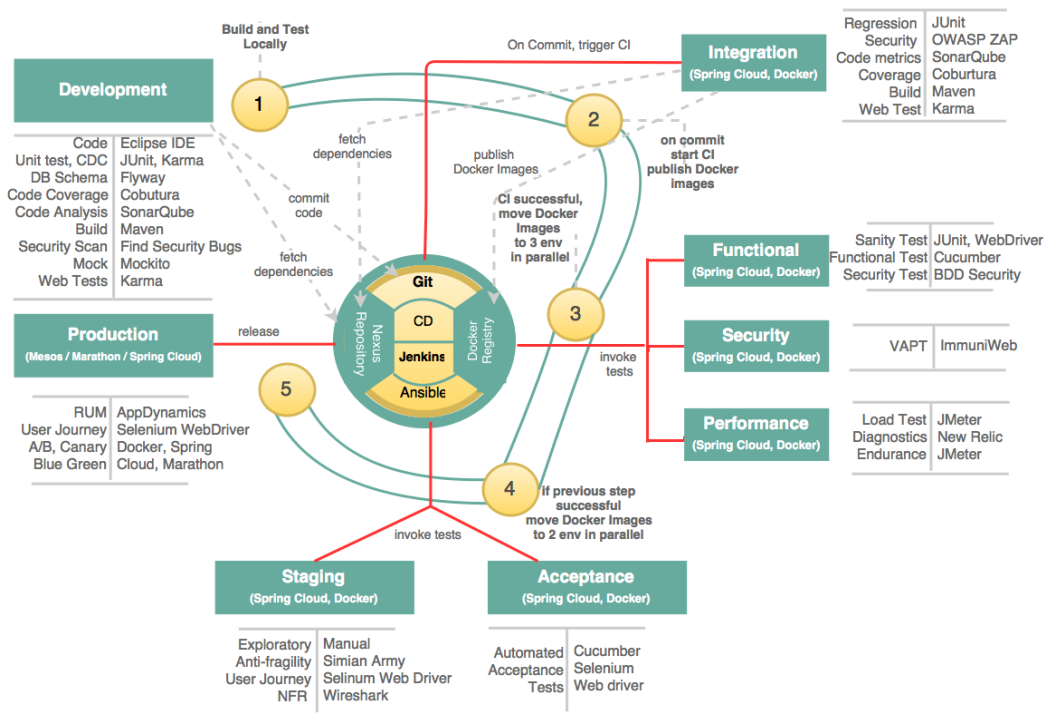 Build and Test
Locally
1
On Commit, trigger CI
Integration
(Spring Cloud, Docker)
Regression JUnit
Security OWASP ZAP
Code metrics SonarQube
Coverage Coburtura
Build Maven
Web Test Karma
Development
Code Eclipse IDE
Unit test, CDC JUnit, Karma
DB Schema Flyway
Code Coverage Cobutura
Code Analysis SonarQube
Build Maven
Security Scan Find Security Bugs
Mock Mockito
Web Tests Karma
2
on commit
start CI
publish Docker
images
fetch
dependencies
publish
Docker Images
commit
code
fetch
dependencies
CI successful,
move Docker
Images
to 3 env
in parallel
3
Git
CD
Jenkins
Ansible
Nexus
Repository
Docker
Registry
Functional
(Spring Cloud, Docker)
Sanity Test JUnit, WebDriver
Functional Test Cucumber
Security Test BDD Security
Production
(Mesos / Marathon / Spring Cloud)
release
RUM AppDynamics
User Journey Selenium WebDriver
A/B, Canary Docker, Spring
Blue Green Cloud, Marathon
5
invoke
tests
Security
(Spring Cloud, Docker)
VAPT ImmuniWeb
Performance
(Spring Cloud, Docker)
Load Test JMeter
Diagnostics New Relic
Endurance JMeter
4
If previous step
successful
move Docker Images
to 2 env in parallel
invoke tests
Staging
(Spring Cloud, Docker)
Exploratory Manual
Anti-fragility Simian Army
User Journey Selinum Web Driver
NFR Wireshark
Acceptance
(Spring Cloud, Docker)
Automated Cucumber
Acceptance Selenium
Tests Web driver